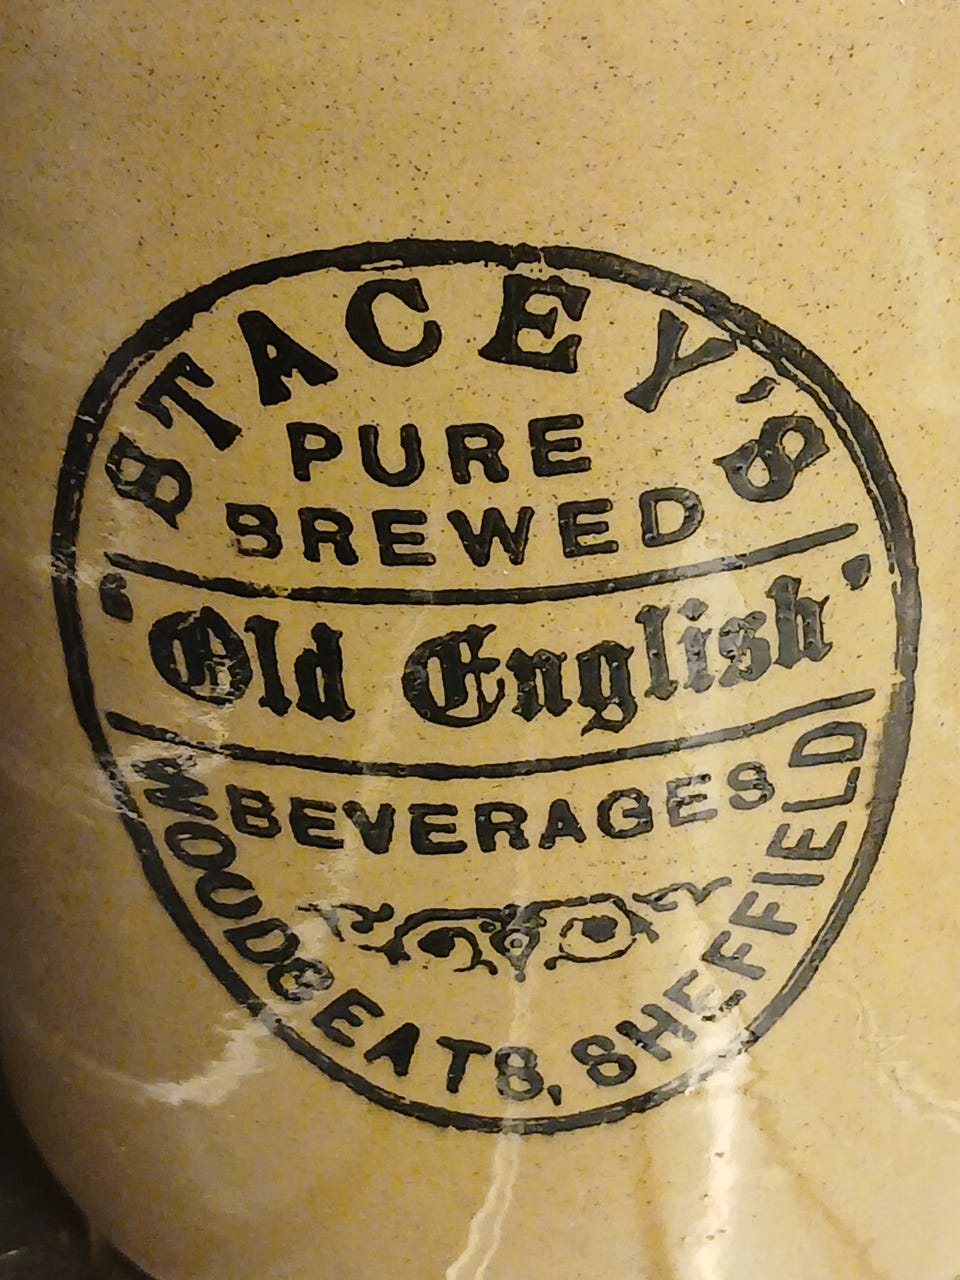 STACEY'S
PURE
BREWED
"Old English"
BEVERAGES
WOODSEATS, SHEFFIELD